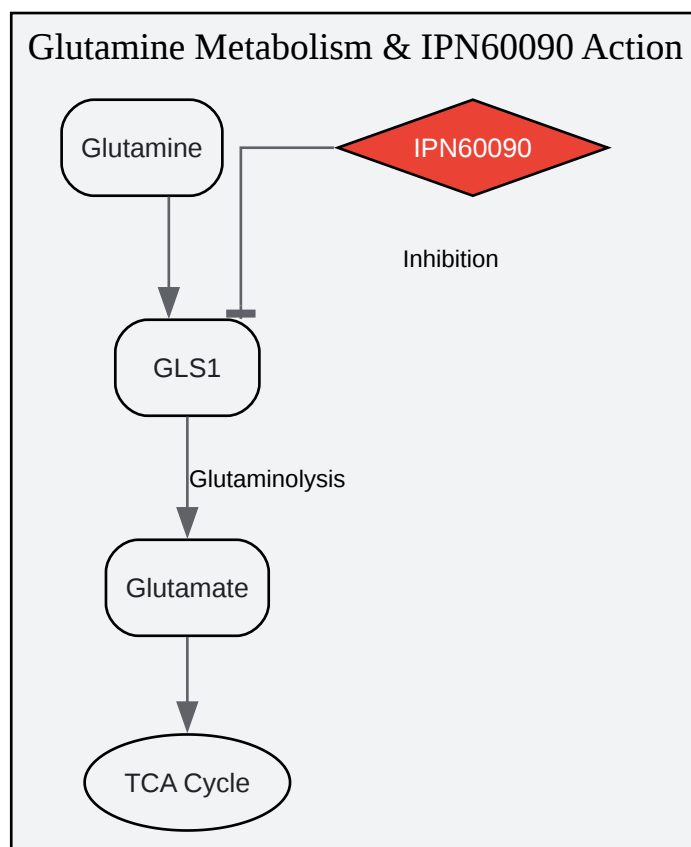 Glutamine Metabolism & IPN60090 Action
Glutamine
IPN60090
Inhibition
GLS1
Glutaminolysis
Glutamate
TCA Cycle